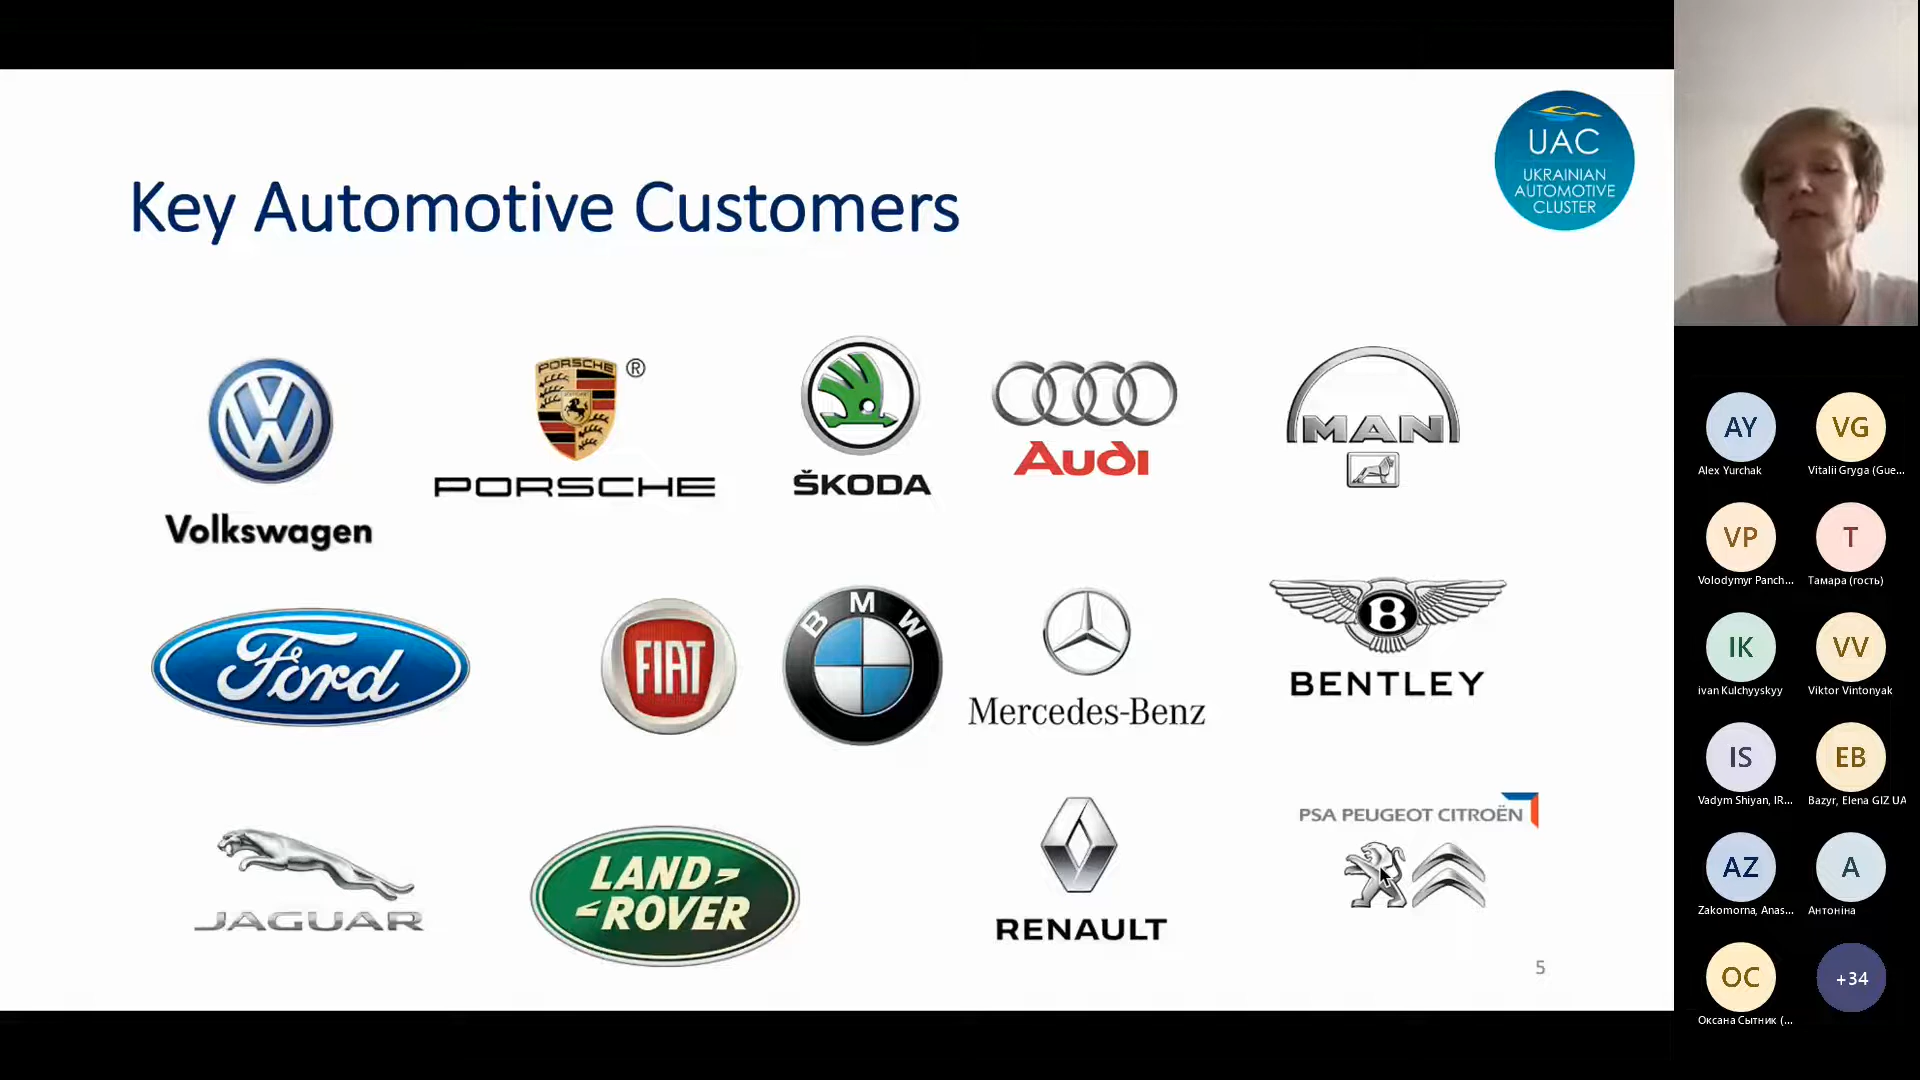 UAC
UKRAINIAN
AUTOMOTIVE
CLUSTER
Key Automotive Customers
Volkswagen
PORSCHE
®
PORSCHE
ŠKODA
Audi
MAN
Ford
FIAT
BMW
Mercedes-Benz
B
BENTLEY
JAGUAR
LAND-
-ROVER
RENAULT
PSA PEUGEOT CITROËN
5
AY
Alex Yurchak
VG
Vitalii Gryga (Gue...
VP
Volodymyr Panch...
T
Тамара (гость)
IK
ivan Kulchyyskyy
VV
Viktor Vintonyak
IS
Vadym Shiyan, IR...
EB
Bazyr, Elena GIZ UA
AZ
Zakomorna, Anas...
A
Антоніна
ОС
Оксана Сытник (...
+34